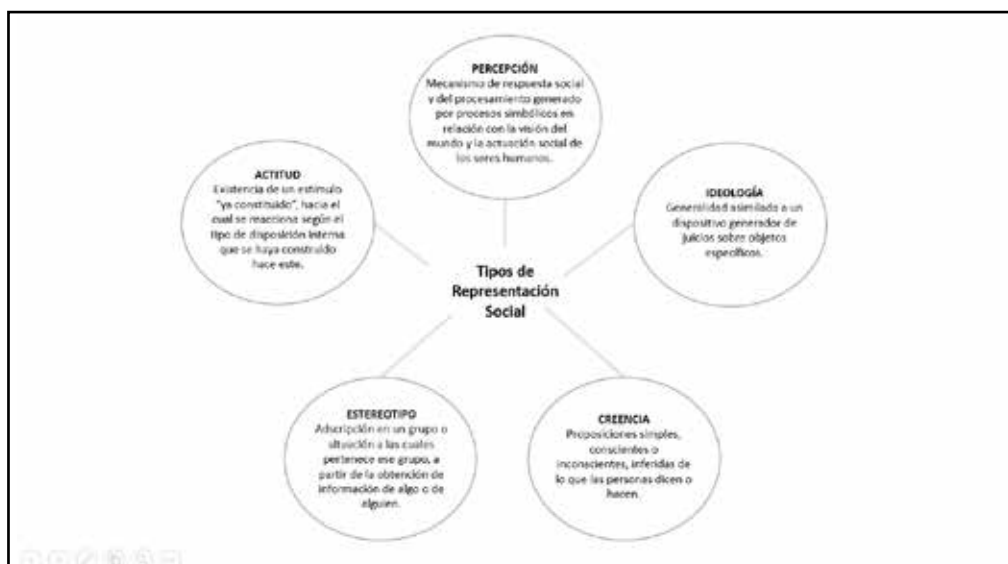 PERCEPCIÓN
Mecanismo de respuesta social
y del procesamiento generado
por procesos simbólicos en
relación con la visión del
mundo y la actuación social de
los seres humanos.
ACTITUD
Existencia de un estímulo
"ya constituido", hacia el
cual se reacciona según el
tipo de disposición interna
que se haya construido
hace este.
IDEOLOGÍA
Generalidad asimilado a un
dispositivo generador de
juicios sobre objetos
específicos.
Tipos de
Representación
Social
ESTEREOTIPO
Adscripción en un grupo o
situación a las cuales
pertenece ese grupo, a
partir de la obtención de
información de algo o de
alguien.
CREENCIA
Proposiciones simples,
conscientes o
inconscientes, inferidas de
lo que las personas dicen o
hacen.